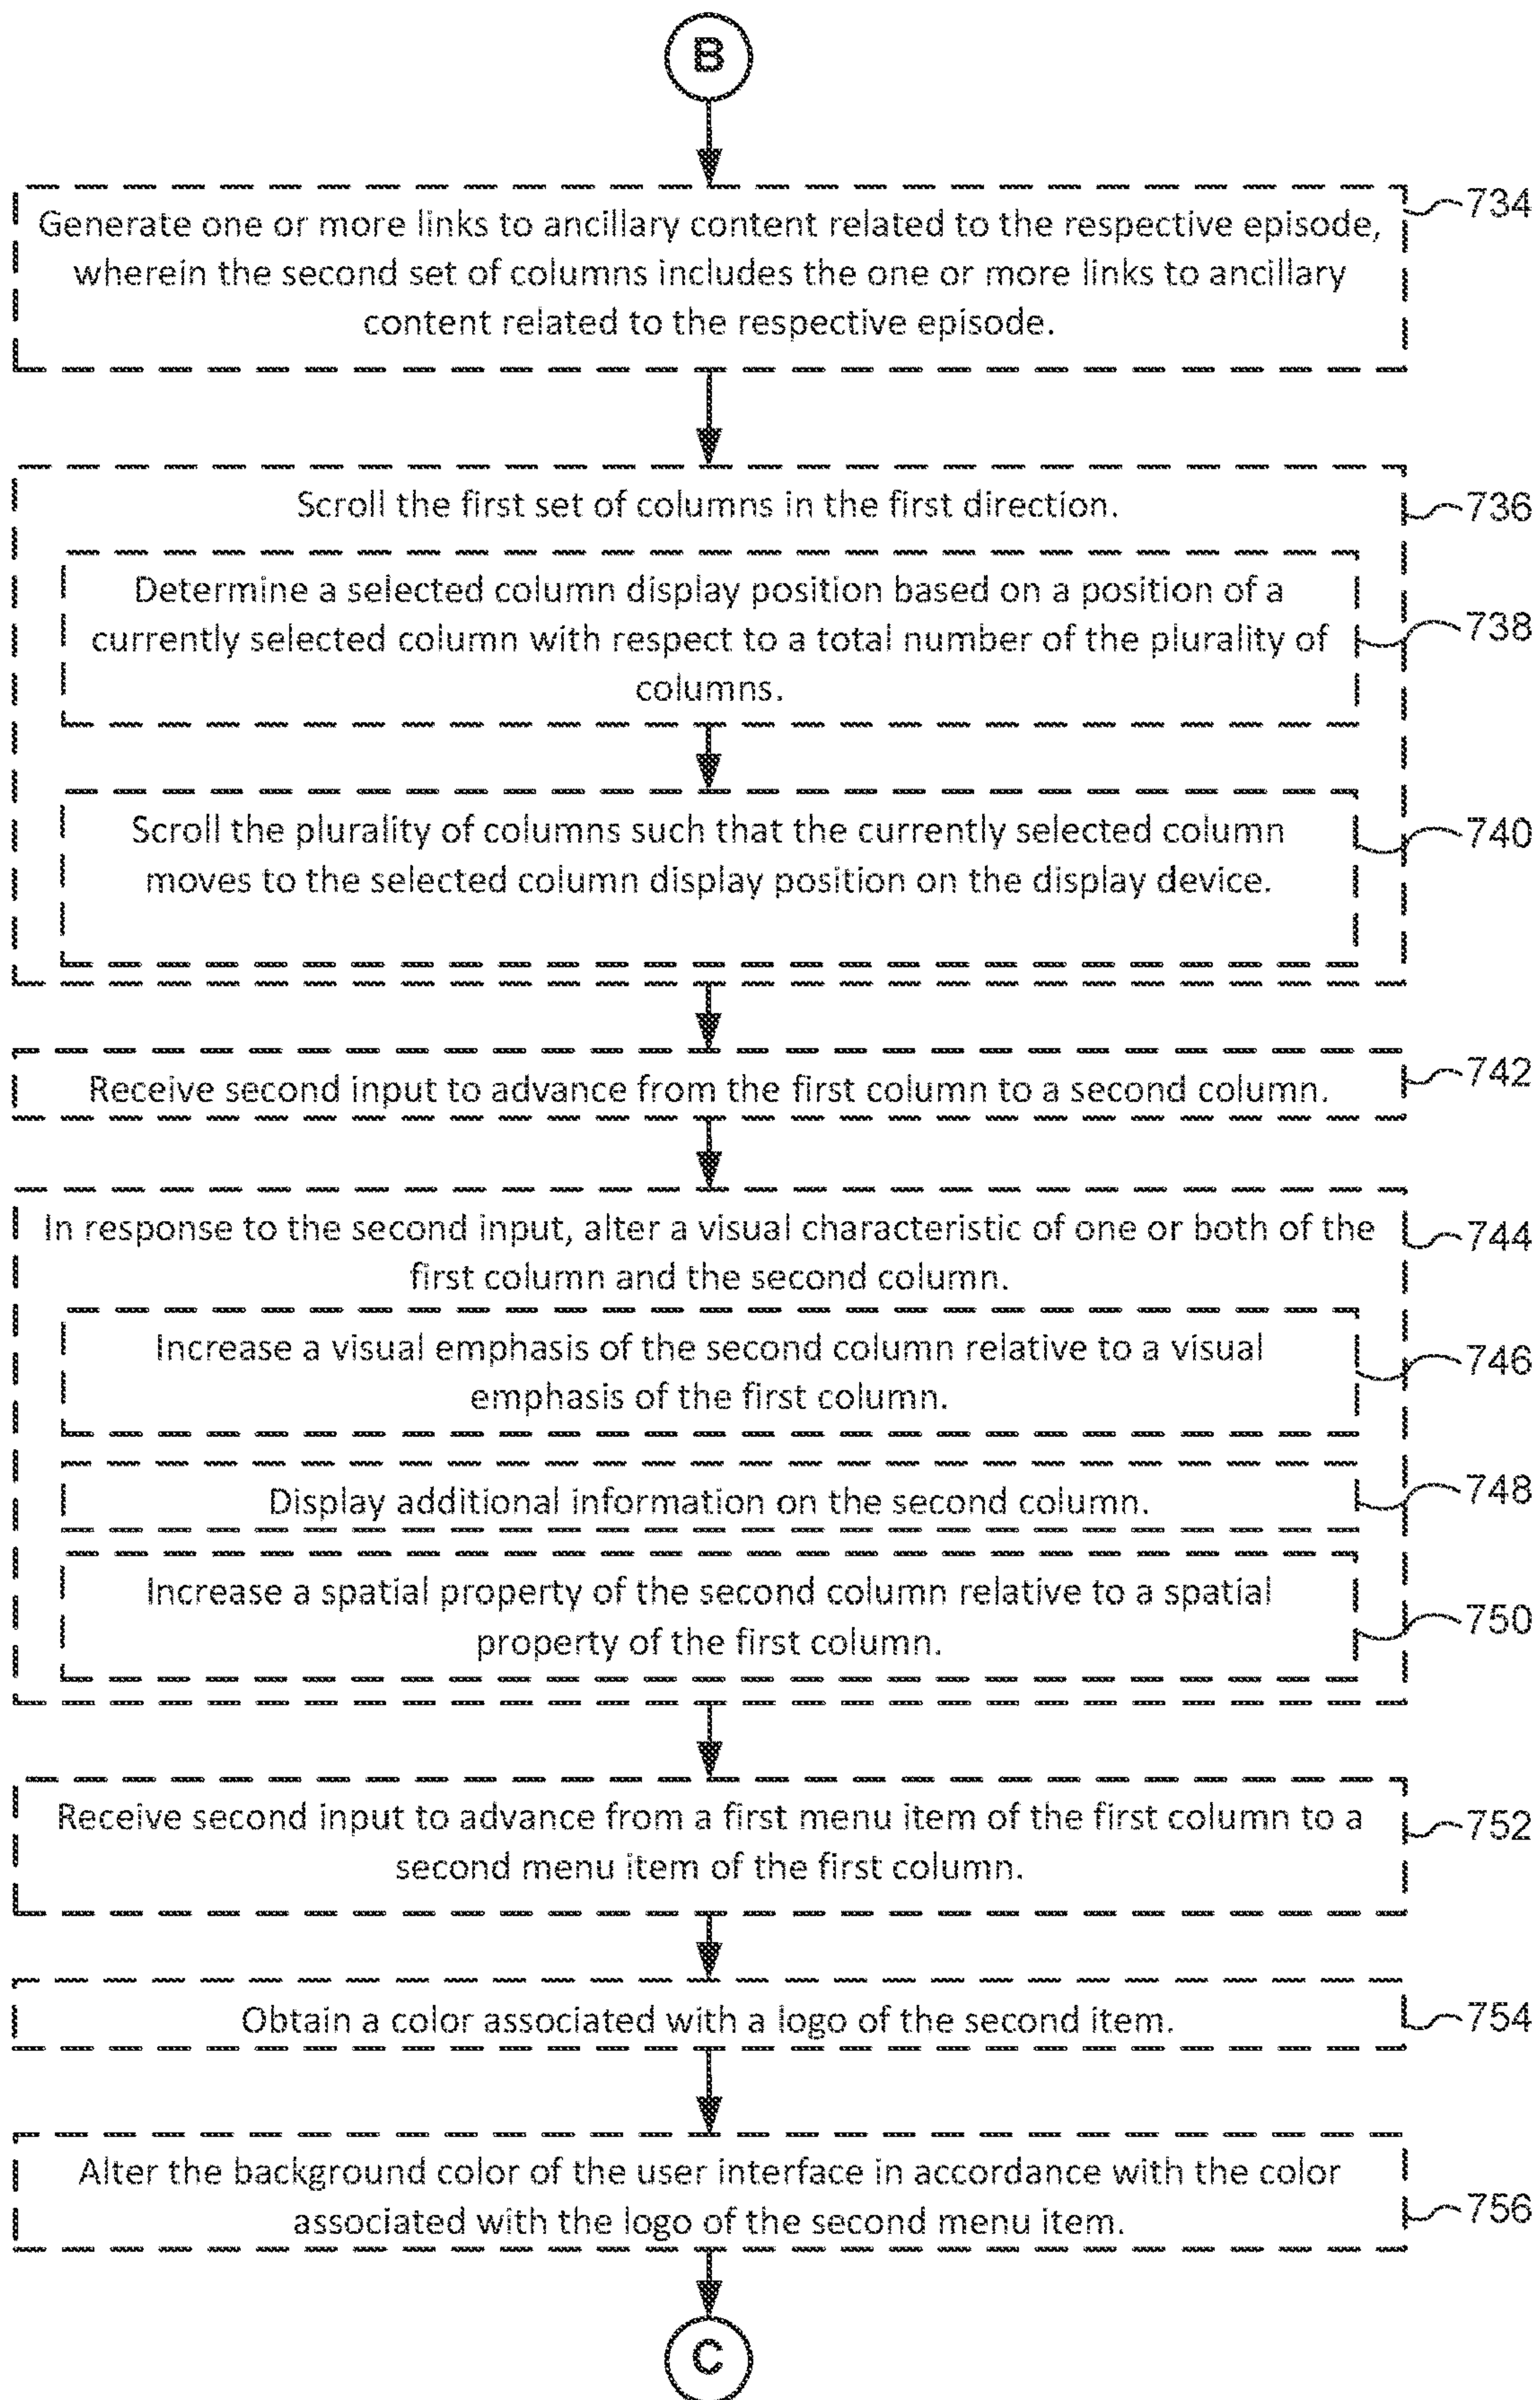 B
Generate one or more links to ancillary content related to the respective episode,
wherein the second set of columns includes the one or more links to ancillary
content related to the respective episode.
734
Scroll the first set of columns in the first direction.
736
Determine a selected column display position based on a position of a
currently selected column with respect to a total number of the plurality of
columns.
738
Scroll the plurality of columns such that the currently selected column
moves to the selected column display position on the display device.
740
Receive second input to advance from the first column to a second column.
742
In response to the second input, alter a visual characteristic of one or both of the
first column and the second column.
744
Increase a visual emphasis of the second column relative to a visual
emphasis of the first column.
746
Display additional information on the second column.
748
Increase a spatial property of the second column relative to a spatial
property of the first column.
750
Receive second input to advance from a first menu item of the first column to a
second menu item of the first column.
752
Obtain a color associated with a logo of the second item.
754
Alter the background color of the user interface in accordance with the color
associated with the logo of the second menu item.
756
C